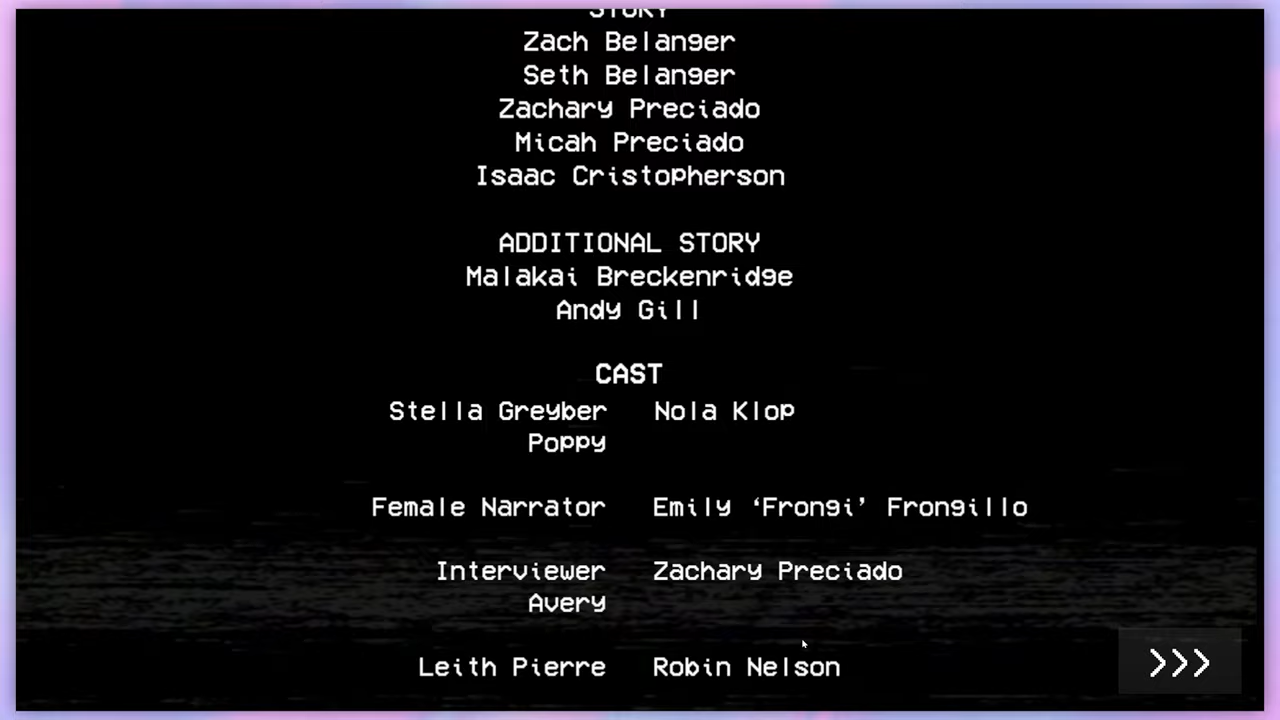 STORY
Zach Belanger
Seth Belanger
Zachary Preciado
Micah Preciado
Isaac Cristopherson
ADDITIONAL STORY
Malakai Breckenridge
Andy Gill
CAST
Stella Greyber Nola Klop
Poppy
Female Narrator Emily ‘Frongi’ Frongillo
Interviewer Zachary Preciado
Avery
Leith Pierre Robin Nelson
>>>